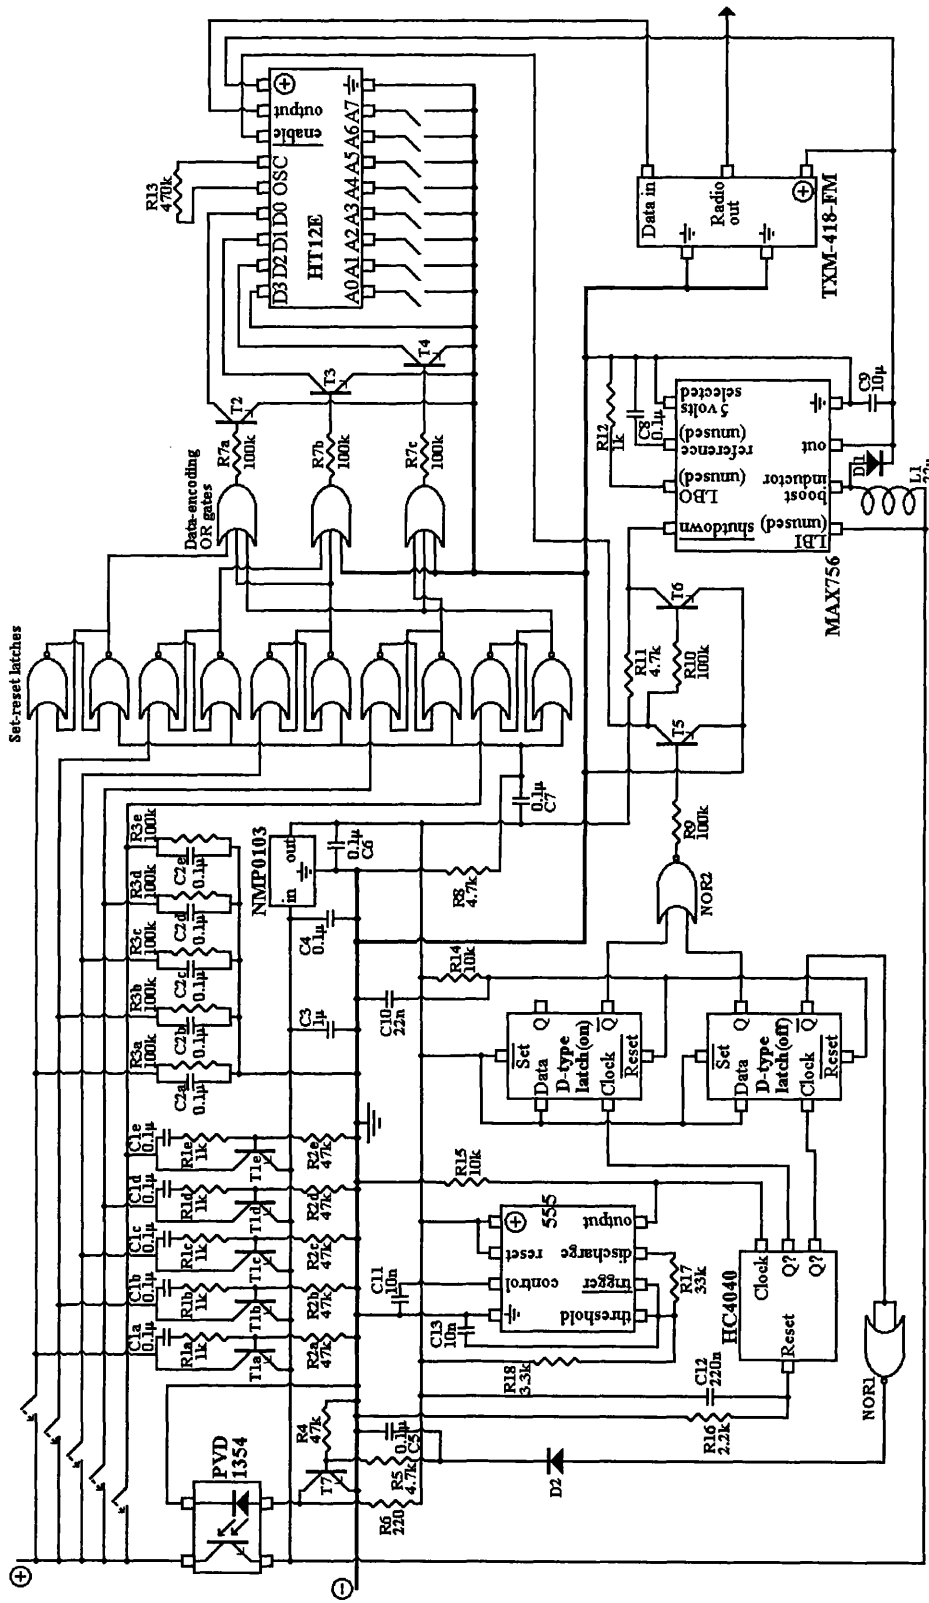 Set-reset latches
Data-encoding
OR gates
R3a
100k
R3b
100k
R3c
100k
R3d
100k
R3e
100k
C2a
0.1µ
C2b
0.1µ
C2c
0.1µ
C2d
0.1µ
C2e
0.1µ
C1a
0.1µ
C1b
0.1µ
C1c
0.1µ
C1d
0.1µ
C1e
0.1µ
R1a
1k
R1b
1k
R1c
1k
R1d
1k
R1e
1k
T1a
T1b
T1c
T1d
T1e
R2a
47k
R2b
47k
R2c
47k
R2d
47k
R2e
47k
PVD
1354
R4
47k
T7
R5
4.7k
C5
0.1µ
R6
220
D2
NMP0103
in
out
C3
1µ
C4
0.1µ
C6
0.1µ
C7
0.1µ
R8
4.7k
R7a
100k
R7b
100k
R7c
100k
T2
T3
T4
R13
470k
HT12E
D3 D2 D1 D0 OSC OSC enable output +
A0 A1 A2 A3 A4 A5 A6 A7
C11
10n
C13
10n
555
+
reset
control
threshold
trigger
discharge
output
R15
10k
R17
33k
R18
3.3k
C12
220n
R16
2.2k
HC4040
Clock
Q?
Q?
Reset
NOR1
C10
22n
R14
10k
Set
Data
D-type
latch(on)
Clock
Reset
Q
Q
Set
Data
D-type
latch(off)
Clock
Reset
Q
Q
NOR2
R9
100k
T5
R10
100k
T6
R11
4.7k
R12
1k
C8
0.1µ
MAX756
shutdown
LBO
(unused)
reference
(unused)
5 volts
selected
LBI
(unused)
boost
inductor
out
D1
L1
C9
10µ
TXM-418-FM
Data in
Radio
out
+
+
−